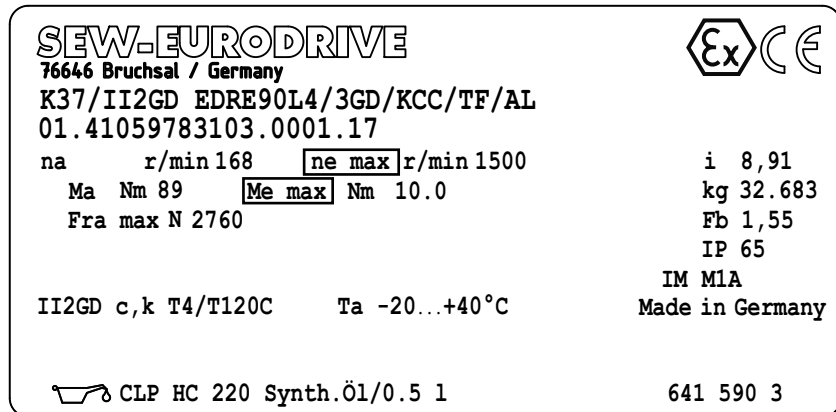 SEW-EURODRIVE
76646 Bruchsal / Germany
Ex CE
K37/II2GD EDRE90L4/3GD/KCC/TF/AL
01.41059783103.0001.17
na r/min 168 ne max r/min 1500 i 8,91
Ma Nm 89 Me max Nm 10.0 kg 32.683
Fra max N 2760 Fb 1,55
IP 65
IM M1A
II2GD c,k T4/T120C Ta -20...+40°C Made in Germany
CLP HC 220 Synth.Öl/0.5 l 641 590 3